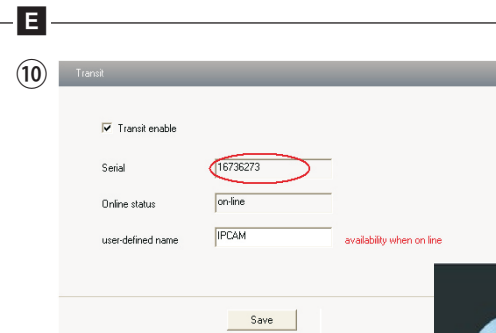 E
10
Transit
Transit enable
Serial 16736273
Online status on-line
user-defined name IPCAM availability when on line
Save